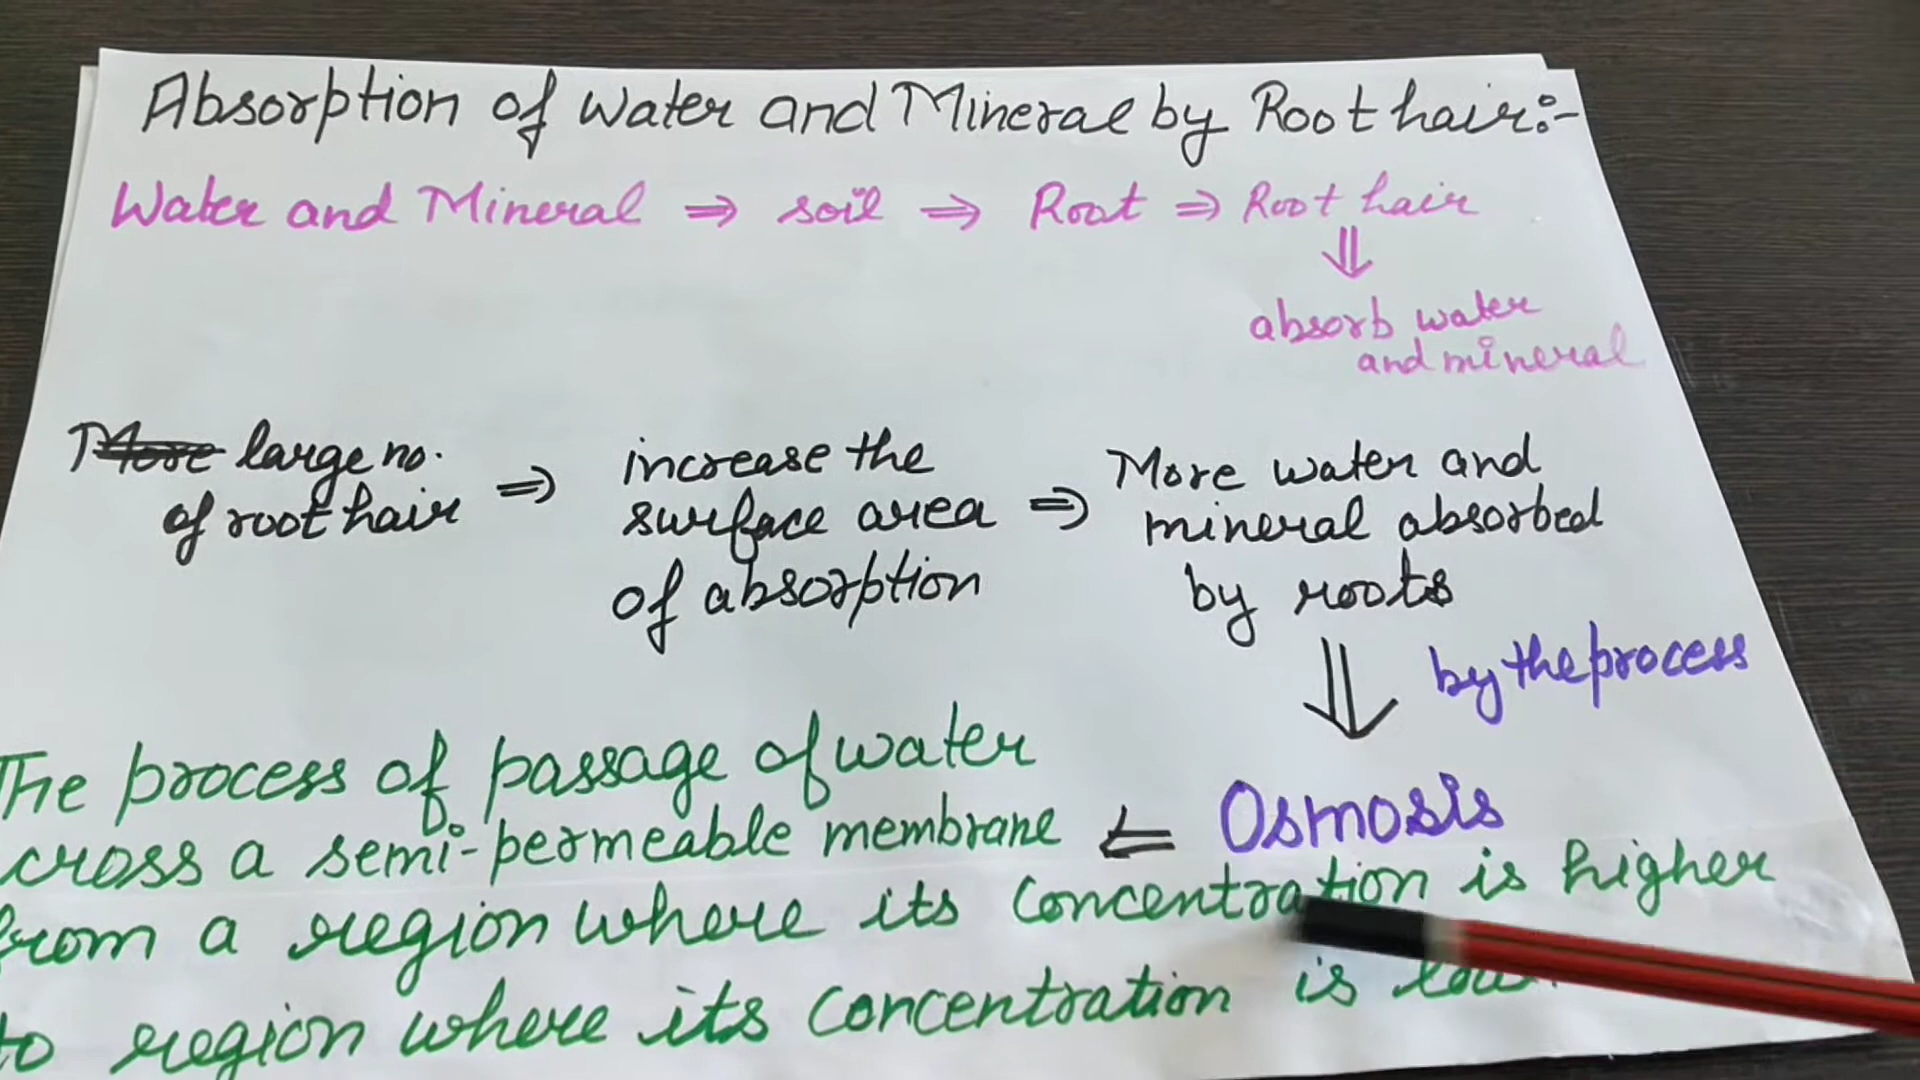 Absorption of water and Mineral by Root hair:-
Water and Mineral ⇒ soil ⇒ Root ⇒ Root hair
⇓
absorb water
and mineral
More large no.
of root hair ⇒ increase the
surface area
of absorption ⇒ More water and
mineral absorbed
by roots
⇓ by the process
Osmosis ⇐
The process of passage of water
cross a semi-permeable membrane
from a region where its concentration is higher
to region where its concentration is